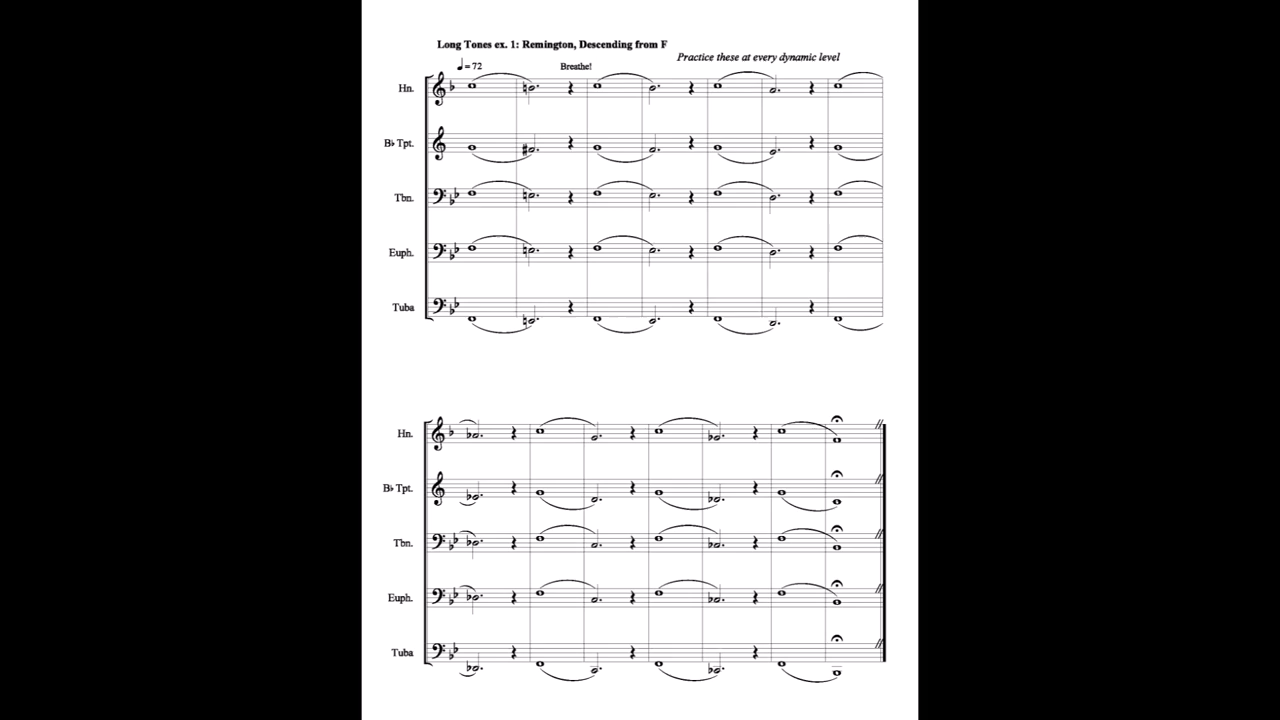 Long Tones ex. 1: Remington, Descending from F
Practice these at every dynamic level
♩ = 72
Breathe!
Hn.
B♭ Tpt.
Tbn.
Euph.
Tuba
Hn.
B♭ Tpt.
Tbn.
Euph.
Tuba